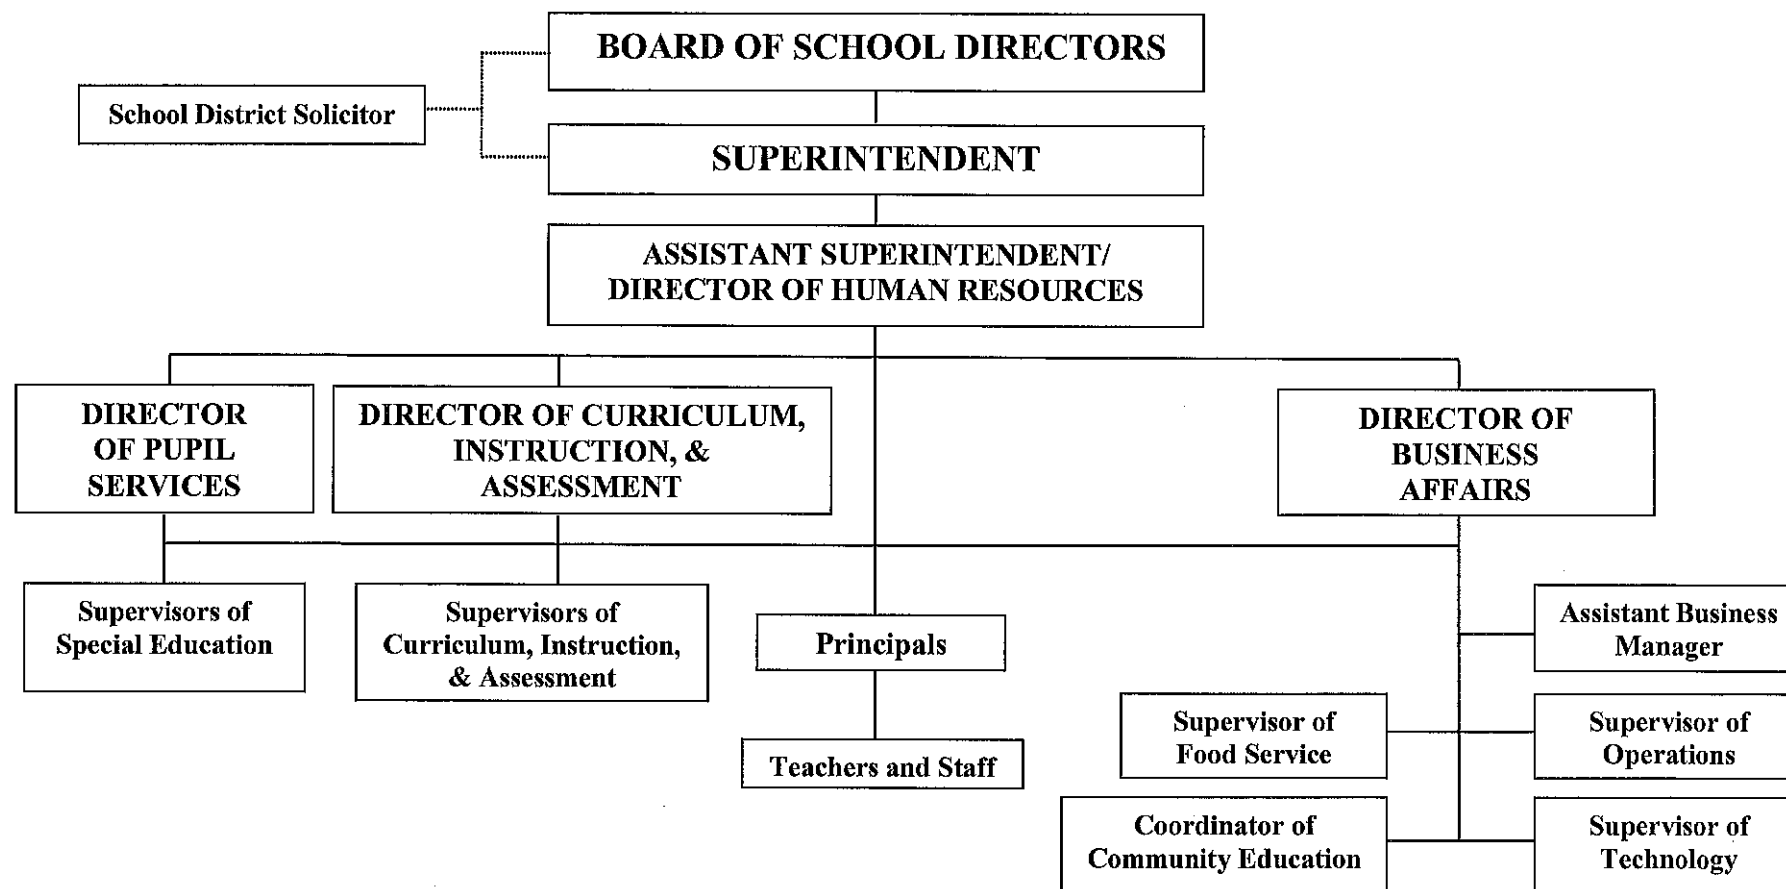 BOARD OF SCHOOL DIRECTORS
School District Solicitor
SUPERINTENDENT
ASSISTANT SUPERINTENDENT/
DIRECTOR OF HUMAN RESOURCES
DIRECTOR
OF PUPIL
SERVICES
DIRECTOR OF CURRICULUM,
INSTRUCTION, &
ASSESSMENT
DIRECTOR OF
BUSINESS
AFFAIRS
Supervisors of
Special Education
Supervisors of
Curriculum, Instruction,
& Assessment
Principals
Teachers and Staff
Assistant Business
Manager
Supervisor of
Food Service
Supervisor of
Operations
Coordinator of
Community Education
Supervisor of
Technology